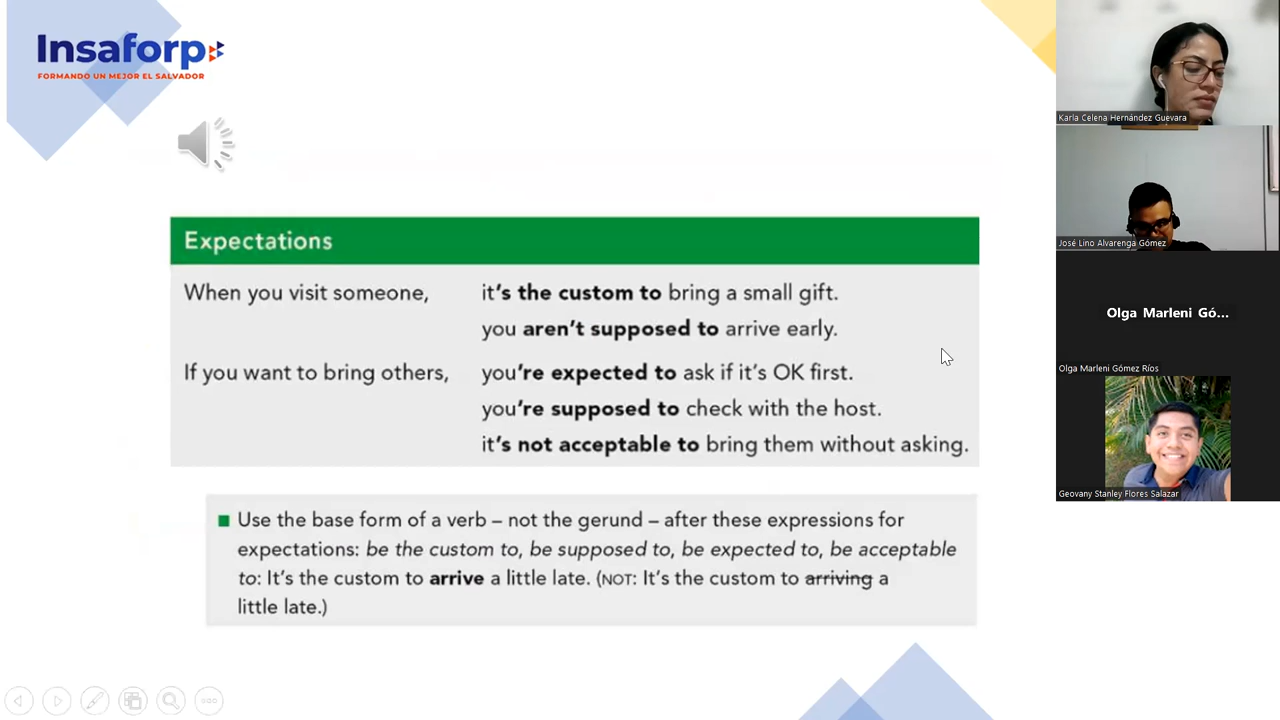 Insaforp
FORMANDO UN MEJOR EL SALVADOR
Expectations
When you visit someone, it's the custom to bring a small gift.
you aren't supposed to arrive early.
If you want to bring others, you're expected to ask if it's OK first.
you're supposed to check with the host.
it's not acceptable to bring them without asking.
Use the base form of a verb – not the gerund – after these expressions for
expectations: be the custom to, be supposed to, be expected to, be acceptable
to: It's the custom to arrive a little late. (NOT: It's the custom to arriving a
little late.)
Karla Celena Hernández Guevara
José Lino Alvarenga Gómez
Olga Marleni Gó...
Olga Marleni Gómez Ríos
Geovany Stanley Flores Salazar